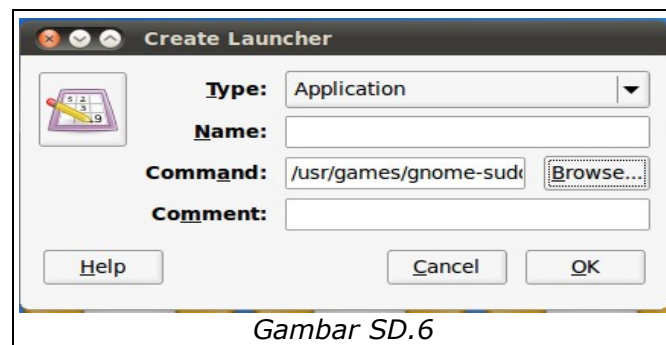 Create Launcher
Type: Application
Name:
Command: /usr/games/gnome-sud Browse...
Comment:
Help Cancel OK
Gambar SD.6